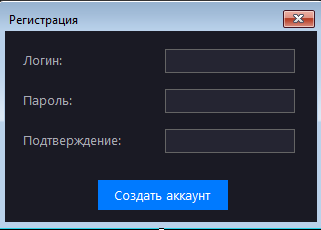 Регистрация
Логин:
Пароль:
Подтверждение:
Создать аккаунт